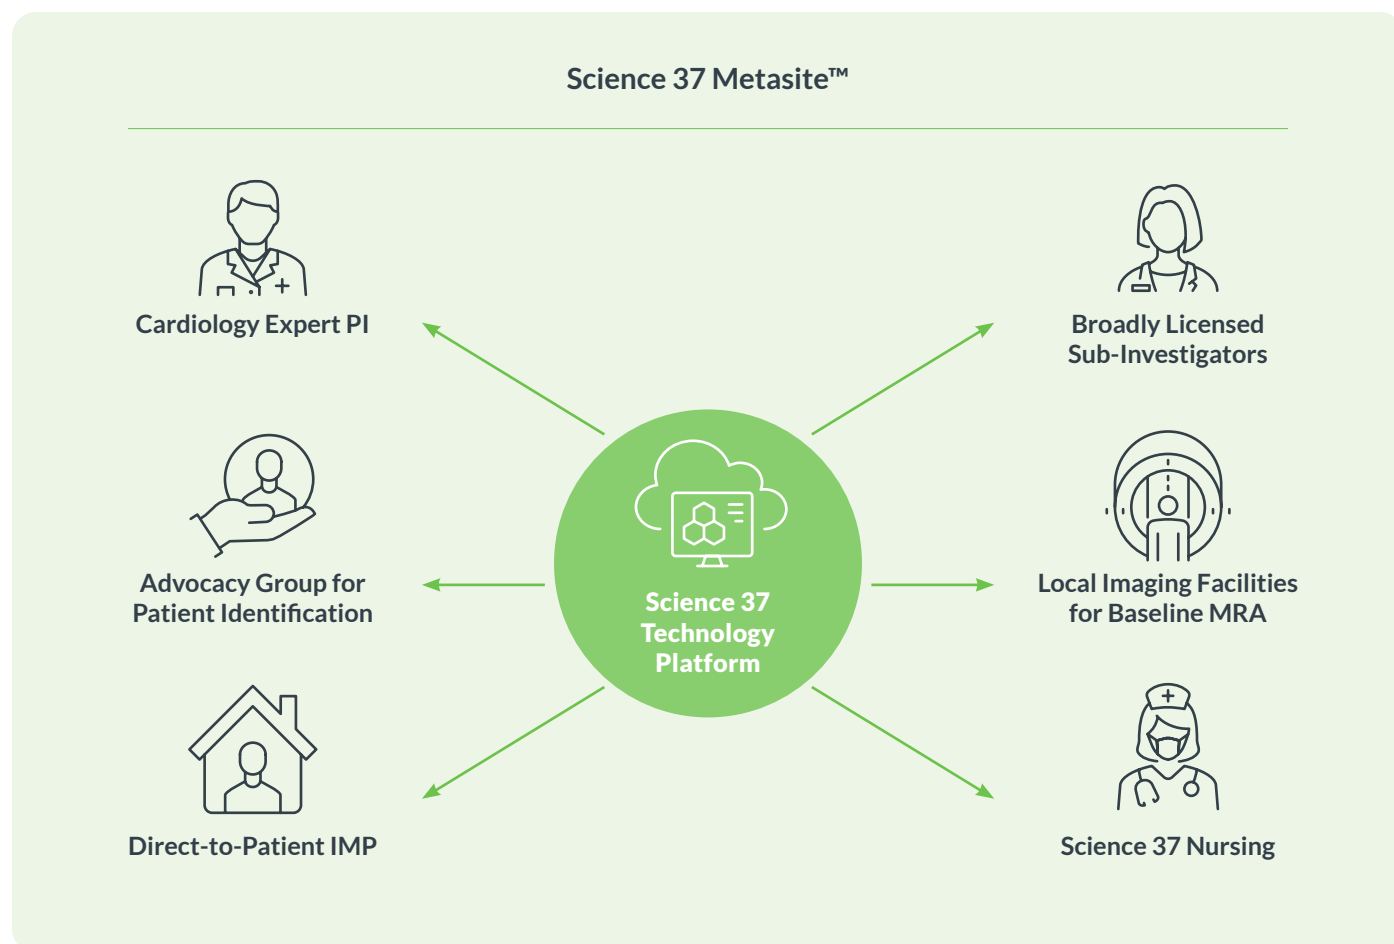 Science 37 Metasite™
Cardiology Expert PI
Broadly Licensed
Sub-Investigators
Advocacy Group for
Patient Identification
Science 37
Technology
Platform
Local Imaging Facilities
for Baseline MRA
Direct-to-Patient IMP
Science 37 Nursing